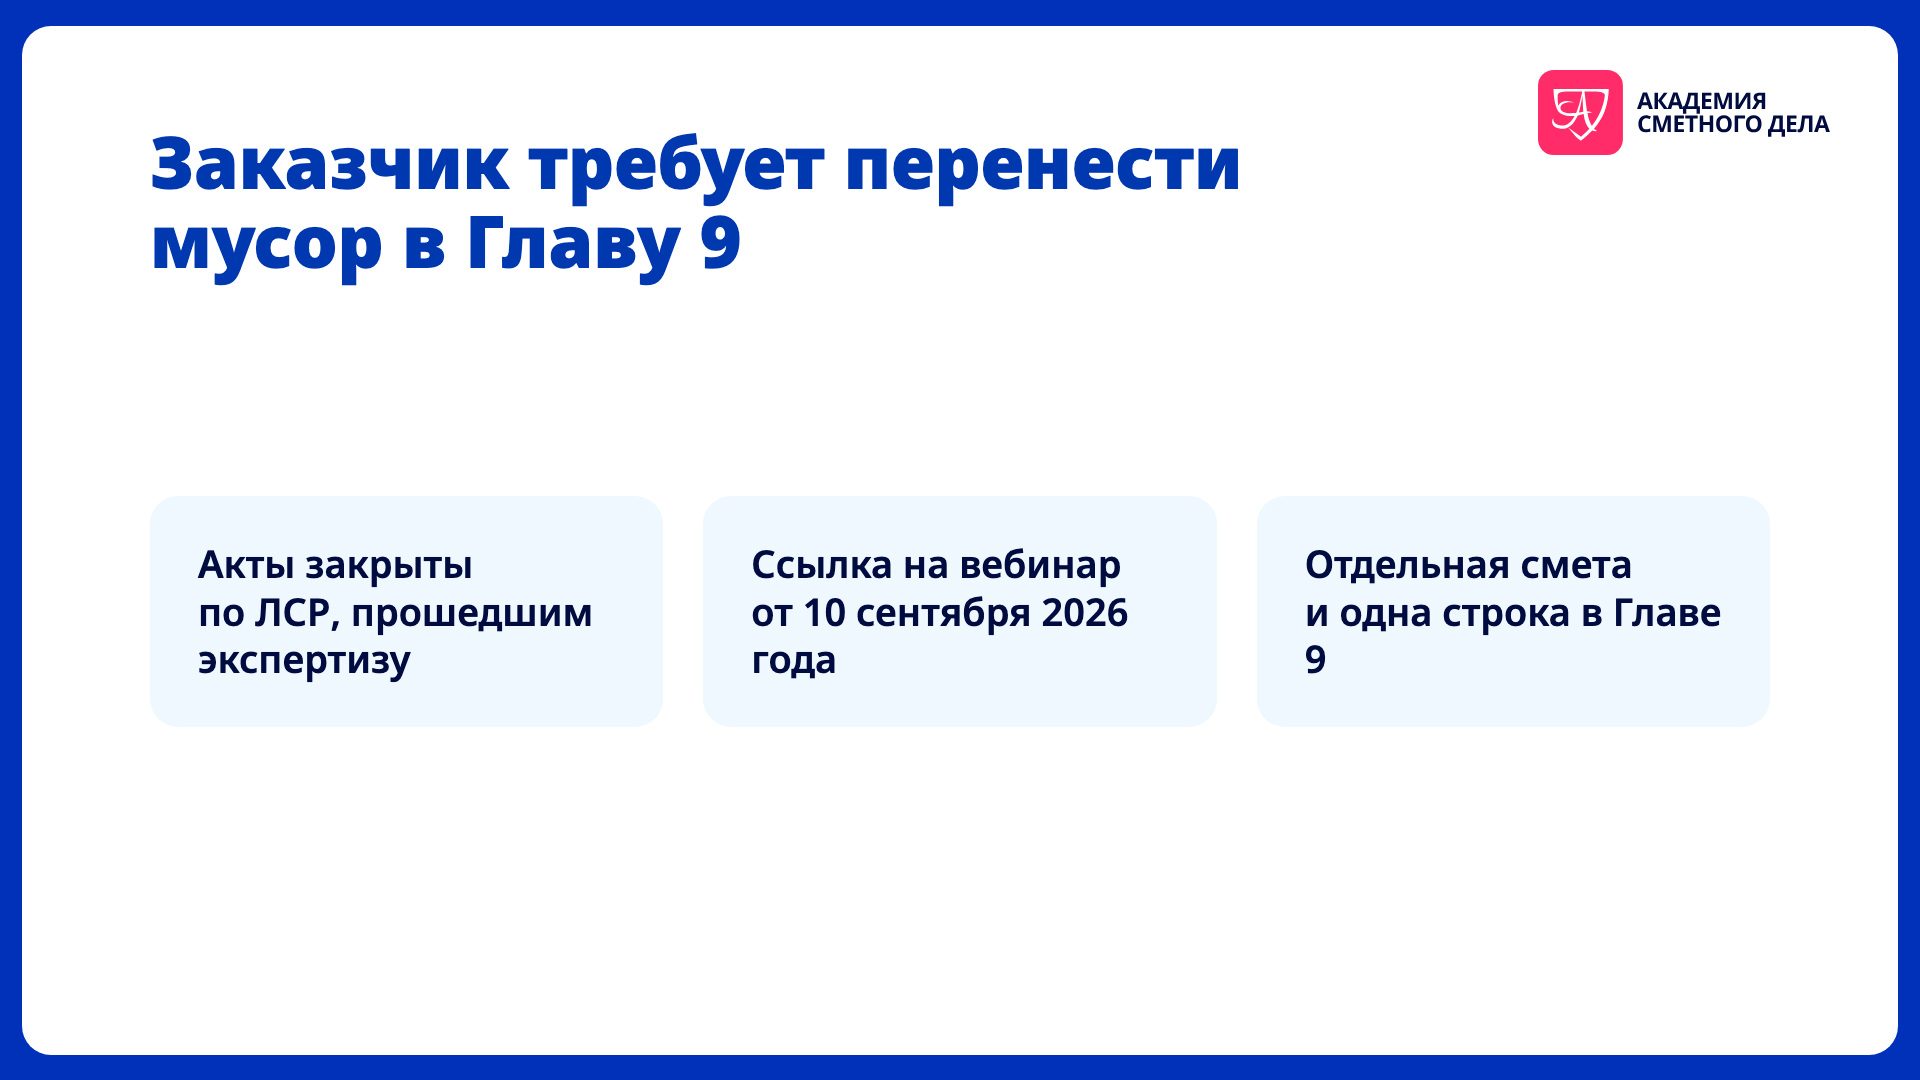 АКАДЕМИЯ
СМЕТНОГО ДЕЛА
Заказчик требует перенести
мусор в Главу 9
Акты закрыты
по ЛСР, прошедшим
экспертизу
Ссылка на вебинар
от 10 сентября 2026
года
Отдельная смета
и одна строка в Главе
9